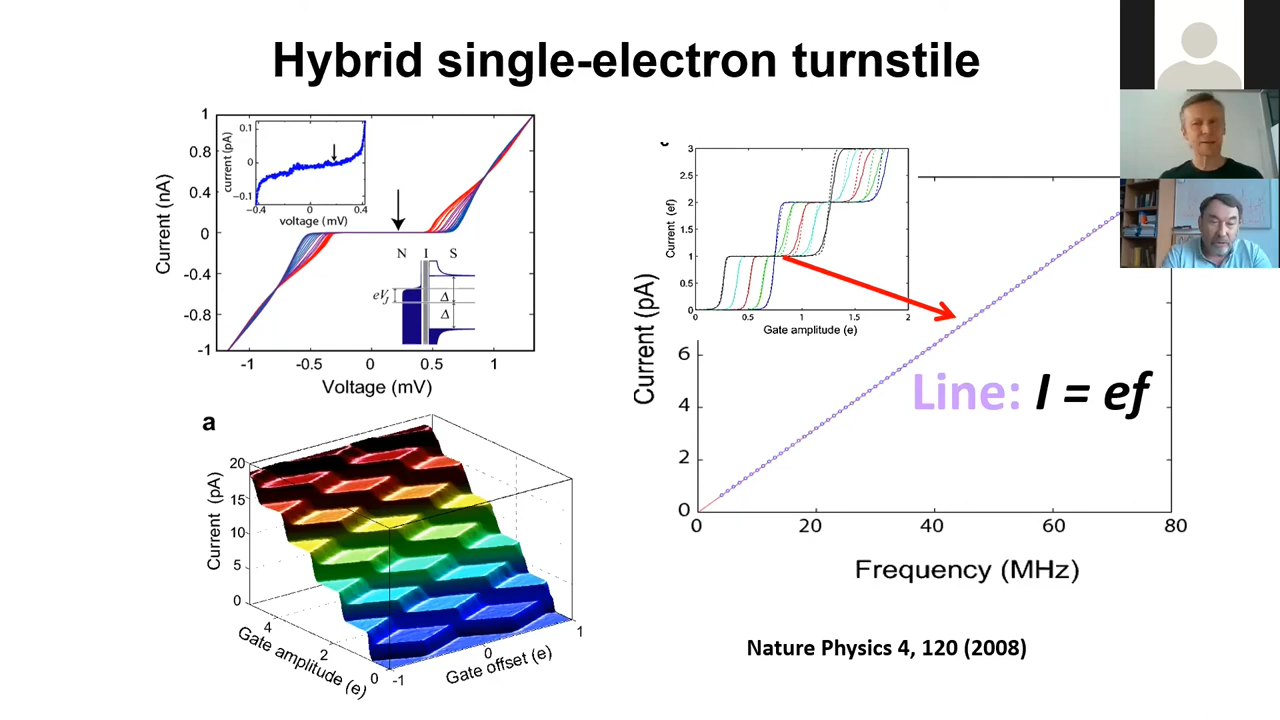 Hybrid single-electron turnstile
1
0.8
0.4
0
-0.4
-0.8
-1
Current (nA)
0.1
0
-0.1
current (pA)
-0.4 0 0.4
voltage (mV)
N I S
eV
Δ
Δ
-1 -0.5 0 0.5 1
Voltage (mV)
a
20
15
10
5
0
Current (pA)
4
2
0
Gate amplitude (e)
-1
0
1
Gate offset (e)
3
2.5
2
1.5
1
0.5
0
Current (ef)
0 0.5 1 1.5 2
Gate amplitude (e)
6
4
2
0
Current (pA)
Line: I = ef
0 20 40 60 80
Frequency (MHz)
Nature Physics 4, 120 (2008)